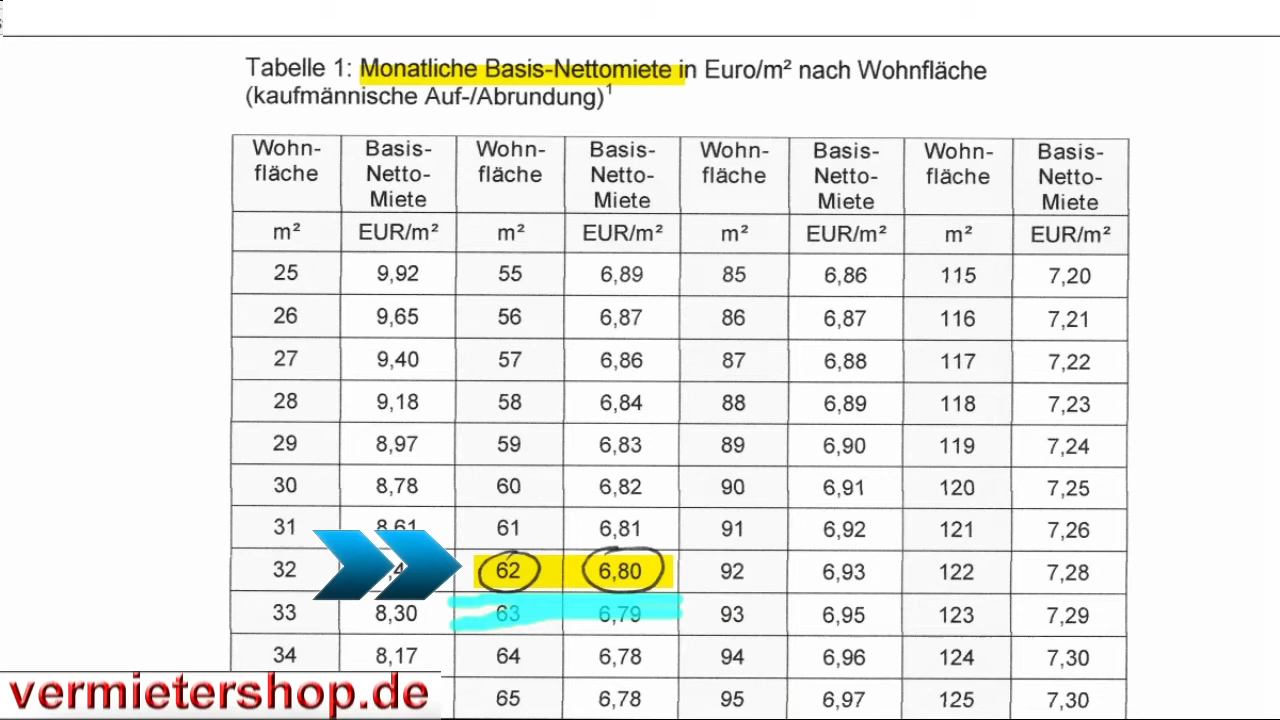 Tabelle 1: Monatliche Basis-Nettomiete in Euro/m² nach Wohnfläche
(kaufmännische Auf-/Abrundung)¹
Wohn- Basis- Wohn- Basis- Wohn- Basis- Wohn- Basis-
fläche Netto- fläche Netto- fläche Netto- fläche Netto-
Miete Miete Miete Miete
m² EUR/m² m² EUR/m² m² EUR/m² m² EUR/m²
25 9,92 55 6,89 85 6,86 115 7,20
26 9,65 56 6,87 86 6,87 116 7,21
27 9,40 57 6,86 87 6,88 117 7,22
28 9,18 58 6,84 88 6,89 118 7,23
29 8,97 59 6,83 89 6,90 119 7,24
30 8,78 60 6,82 90 6,91 120 7,25
31 8,61 61 6,81 91 6,92 121 7,26
32 62 6,80 92 6,93 122 7,28
33 8,30 63 6,79 93 6,95 123 7,29
34 8,17 64 6,78 94 6,96 124 7,30
65 6,78 95 6,97 125 7,30
vermietershop.de